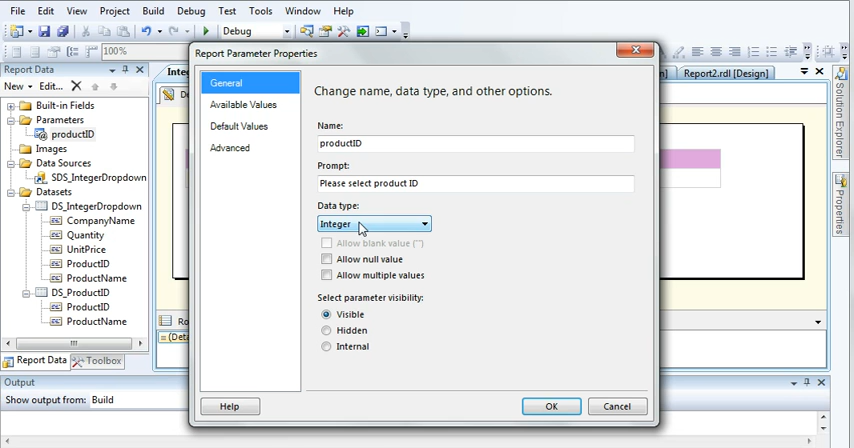 File Edit View Project Build Debug Test Tools Window Help
Debug
100%
Report Data
New Edit...
Built-in Fields
Parameters
productID
Images
Data Sources
SDS_IntegerDropdown
Datasets
DS_IntegerDropdown
CompanyName
Quantity
UnitPrice
ProductID
ProductName
DS_ProductID
ProductID
ProductName
Report Data Toolbox
Report Parameter Properties
General
Available Values
Default Values
Advanced
Change name, data type, and other options.
Name:
productID
Prompt:
Please select product ID
Data type:
Integer
Allow blank value ("")
Allow null value
Allow multiple values
Select parameter visibility:
Visible
Hidden
Internal
Help OK Cancel
Report2.rdl [Design]
Solution Explorer
Properties
Output
Show output from: Build